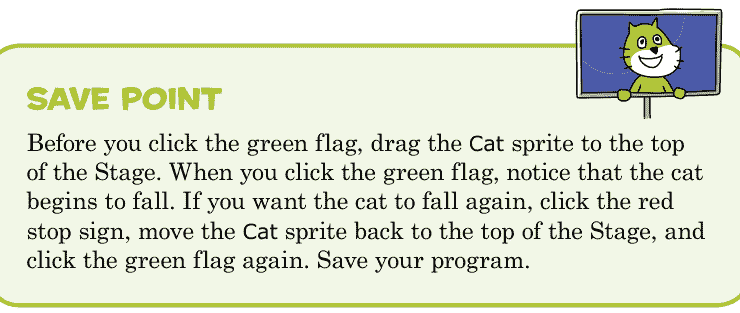 SAVE POINT
Before you click the green flag, drag the Cat sprite to the top
of the Stage. When you click the green flag, notice that the cat
begins to fall. If you want the cat to fall again, click the red
stop sign, move the Cat sprite back to the top of the Stage, and
click the green flag again. Save your program.